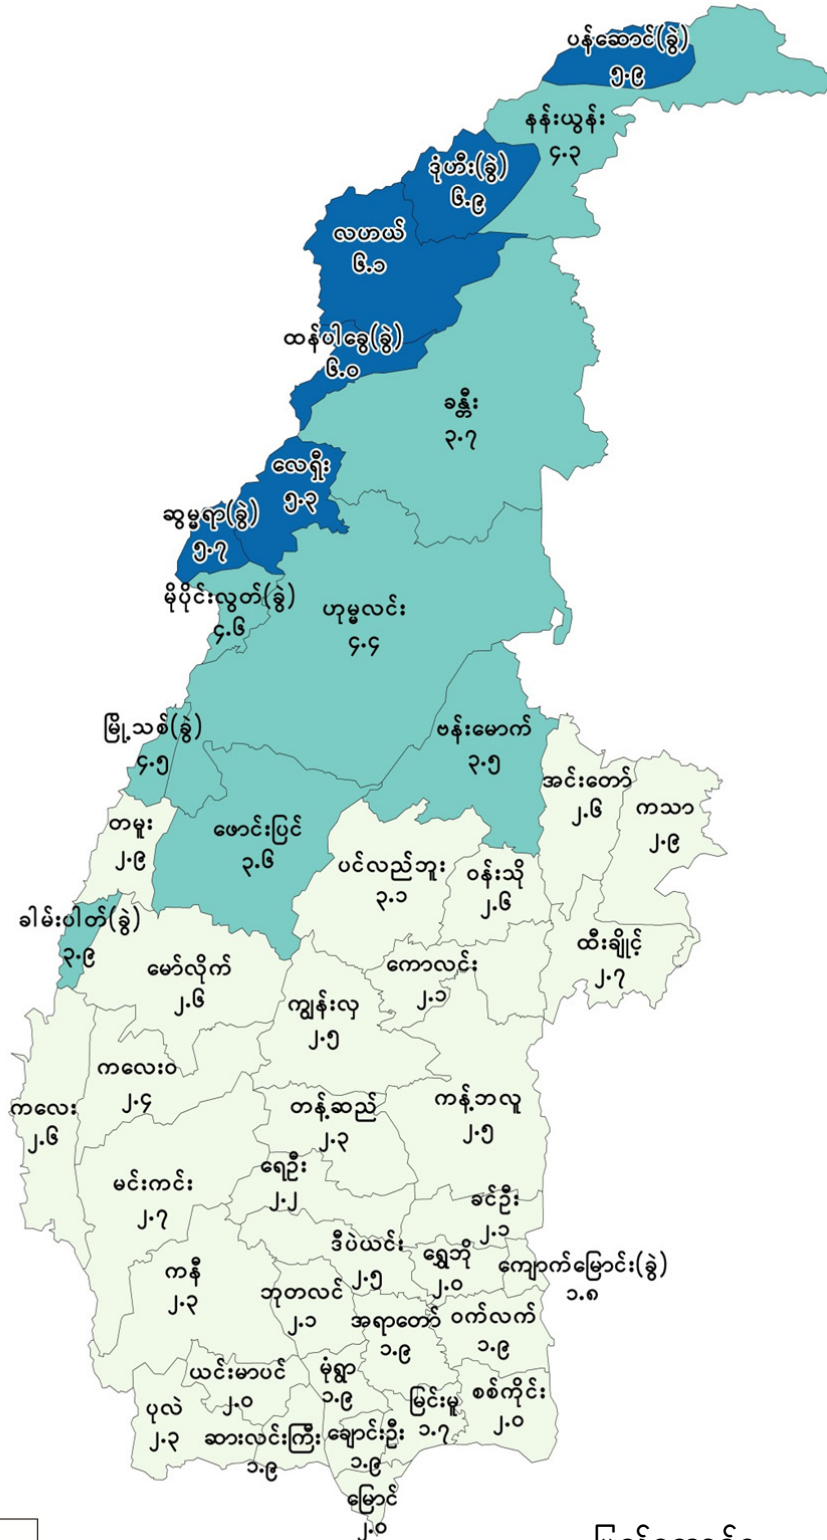 ပန်ဆောင်(ခွဲ)
၅.၉
နန်းယွန်း
၄.၃
ဒုံဟီး(ခွဲ)
၆.၉
လဟယ်
၆.၁
ထန်ပါခွေ(ခွဲ)
၆.၀
ခန္တီး
၃.၇
လေရှီး
၅.၃
ဆွမ္မရာ(ခွဲ)
၅.၇
မိုပိုင်းလွတ်(ခွဲ)
၄.၆
ဟုမ္မလင်း
၄.၄
မြို့သစ်(ခွဲ)
၄.၅
ဗန်းမောက်
၃.၅
အင်းတော်
၂.၆
ကသာ
၂.၉
တမူး
၂.၉
ဖောင်းပြင်
၃.၆
ပင်လည်ဘူး
၃.၁
ဝန်းသို
၂.၆
ခါမ်းပါတ်(ခွဲ)
၃.၉
ထီးချိုင့်
၂.၇
မော်လိုက်
၂.၆
ကောလင်း
၂.၁
ကျွန်းလှ
၂.၅
ကလေးဝ
၂.၄
ကလေး
၂.၆
တန့်ဆည်
၂.၃
ကန့်ဘလူ
၂.၅
မင်းကင်း
၂.၇
ရေဦး
၂.၂
ခင်ဦး
၂.၁
ဒီပဲယင်း
၂.၅
ရွှေဘို
၂.၀
ကျောက်မြောင်း(ခွဲ)
၁.၈
ကနီ
၂.၃
ဘုတလင်
၂.၁
အရာတော်
၁.၉
ဝက်လက်
၁.၉
ယင်းမာပင်
၂.၀
မုံရွာ
၁.၉
မြင်းမူ
၁.၇
စစ်ကိုင်း
၂.၀
ပုလဲ
၂.၃
ဆားလင်းကြီး
၁.၉
ချောင်းဦး
၁.၉
မြောင်
၂.၀